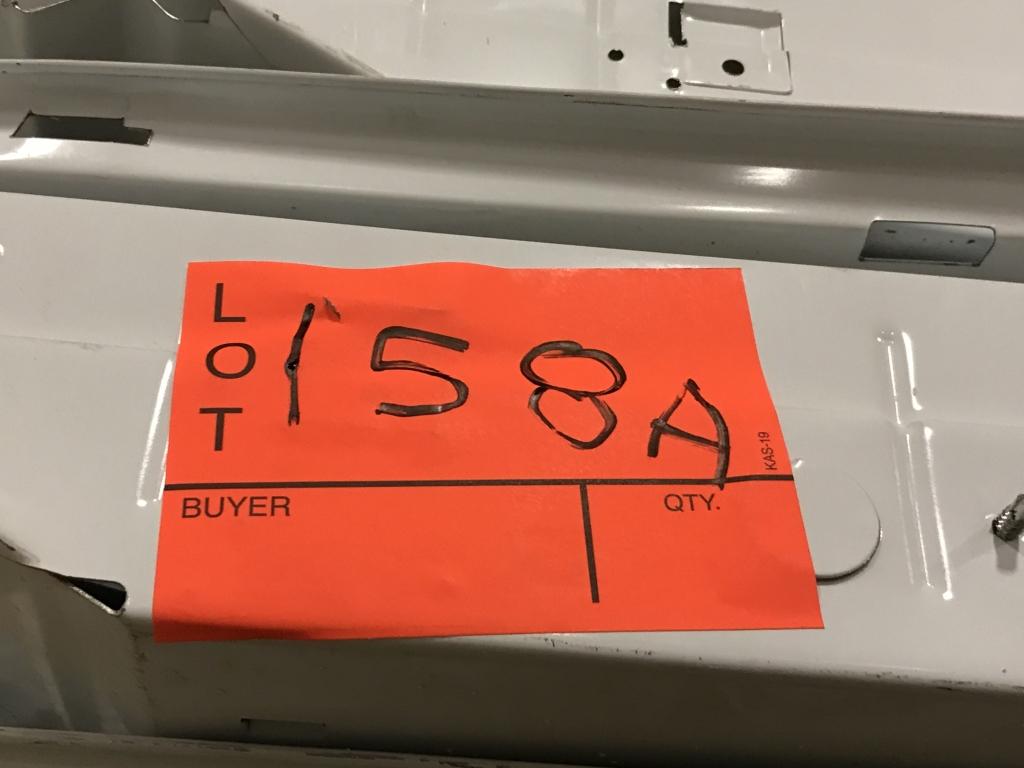 LOT 158A
KAS-19
BUYER QTY.